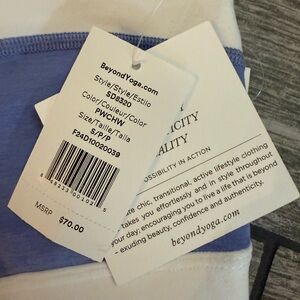 BeyondYoga.com
Style/Style/Estilo
SD8320
Color/Couleur/Color
PWCHW
Size/Taille/Talla
S/P/P
F24D10020039
MSRP
$70.00
ICITY
ALITY
OSSIBILITY IN ACTION
chic, transitional, active lifestyle clothing
takes you effortlessly and in style throughout
your day; encouraging you to live a life that is beyond
exuding beauty, confidence and authenticity.
beyondyoga.com